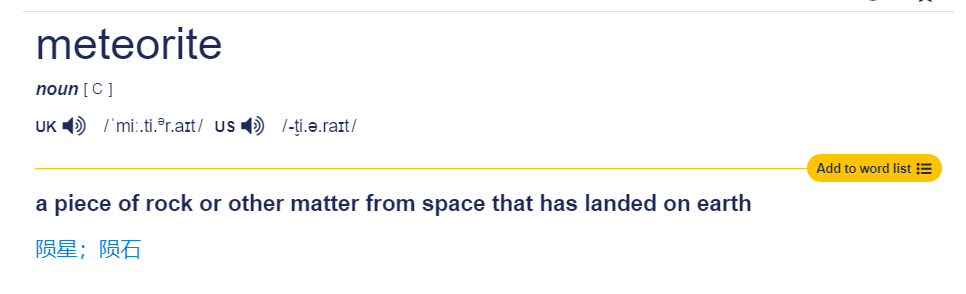 meteorite
noun [ C ]
UK /ˈmiː.ti.ᵊr.aɪt/ US /-t̬i.ə.raɪt/
Add to word list
a piece of rock or other matter from space that has landed on earth
陨星；陨石